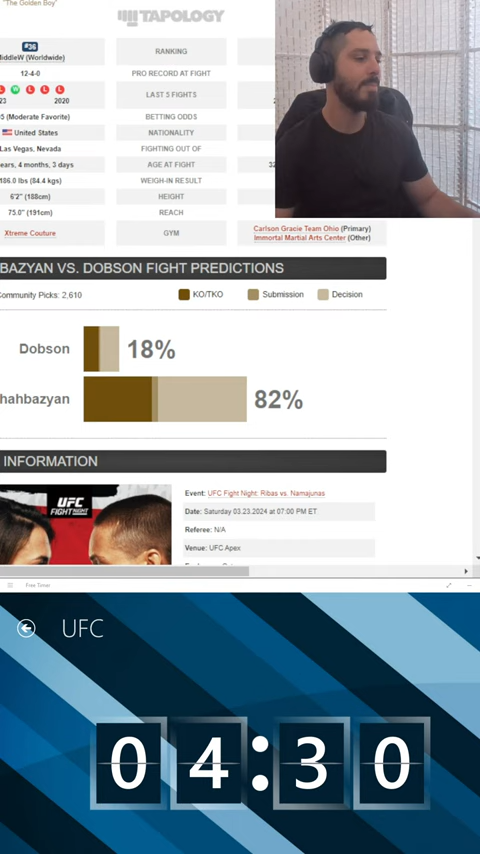 "The Golden Boy"
TAPOLOGY
#36
MiddleW (Worldwide)
RANKING
12-4-0
PRO RECORD AT FIGHT
L W L L L
23 2020
LAST 5 FIGHTS
5 (Moderate Favorite)
BETTING ODDS
United States
NATIONALITY
Las Vegas, Nevada
FIGHTING OUT OF
ears, 4 months, 3 days
AGE AT FIGHT
32
186.0 lbs (84.4 kgs)
WEIGH-IN RESULT
6'2" (188cm)
HEIGHT
75.0" (191cm)
REACH
Xtreme Couture
GYM
Carlson Gracie Team Ohio (Primary)
Immortal Martial Arts Center (Other)
BAZYAN VS. DOBSON FIGHT PREDICTIONS
Community Picks: 2,610
KO/TKO
Submission
Decision
Dobson
18%
hahbazyan
82%
INFORMATION
UFC
FIGHT NIGHT
Event: UFC Fight Night: Ribas vs. Namajunas
Date: Saturday 03.23.2024 at 07:00 PM ET
Referee: N/A
Venue: UFC Apex
Free Timer
UFC
04:30